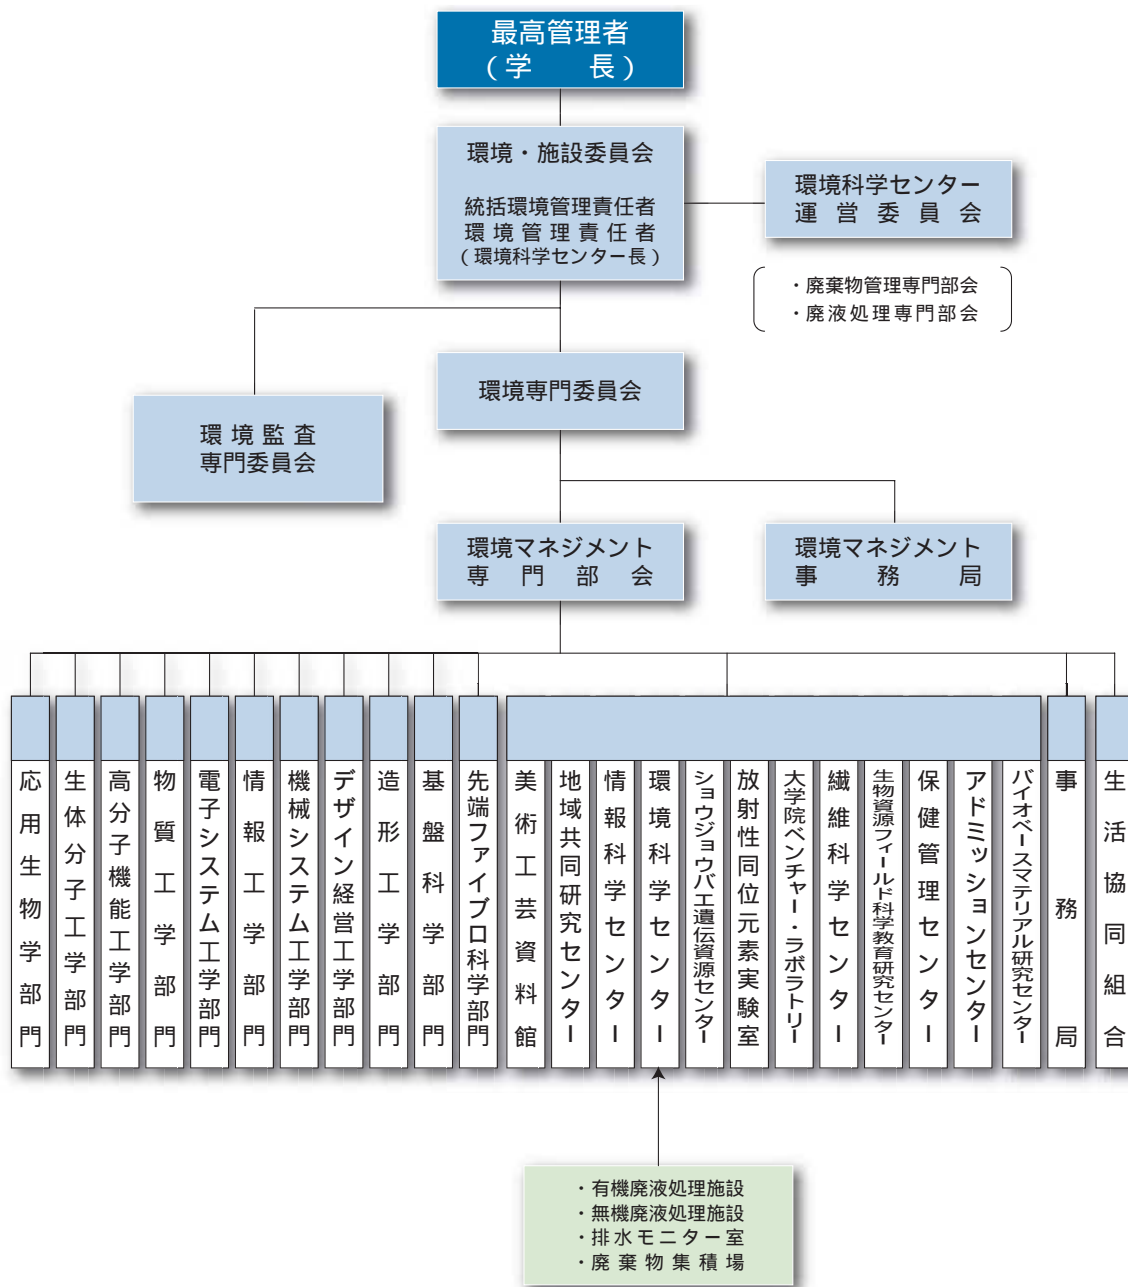 最高管理者
(学 長)
環境・施設委員会
統括環境管理責任者
環境管理責任者
(環境科学センター長)
環境科学センター
運営委員会
・廃棄物管理専門部会
・廃液処理専門部会
環境専門委員会
環境監査
専門委員会
環境マネジメント
専門部会
環境マネジメント
事務局
応用生物学部門
生体分子工学部門
高分子機能工学部門
物質工学部門
電子システム工学部門
情報工学部門
機械システム工学部門
デザイン経営工学部門
造形工学部門
基盤科学部門
先端ファイブロ科学部門
美術工芸資料館
地域共同研究センター
情報科学センター
環境科学センター
ショウジョウバエ遺伝資源センター
放射性同位元素実験室
大学院ベンチャー・ラボラトリー
繊維科学センター
生物資源フィールド科学教育研究センター
保健管理センター
アドミッションセンター
バイオベースマテリアル研究センター
事務局
生活協同組合
・有機廃液処理施設
・無機廃液処理施設
・排水モニター室
・廃棄物集積場